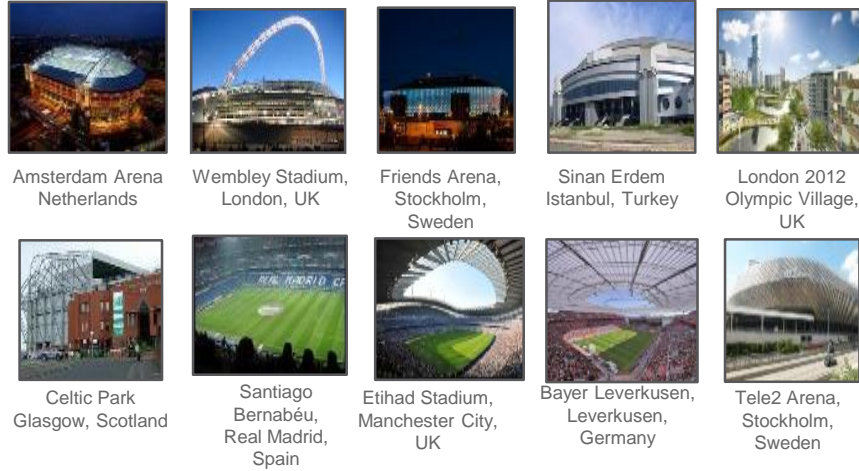 Amsterdam Arena
Netherlands
Wembley Stadium,
London, UK
Friends Arena,
Stockholm,
Sweden
Sinan Erdem
Istanbul, Turkey
London 2012
Olympic Village,
UK
REAL MADRID C
Celtic Park
Glasgow, Scotland
Santiago
Bernabéu,
Real Madrid,
Spain
Etihad Stadium,
Manchester City,
UK
Bayer Leverkusen,
Leverkusen,
Germany
Tele2 Arena,
Stockholm,
Sweden